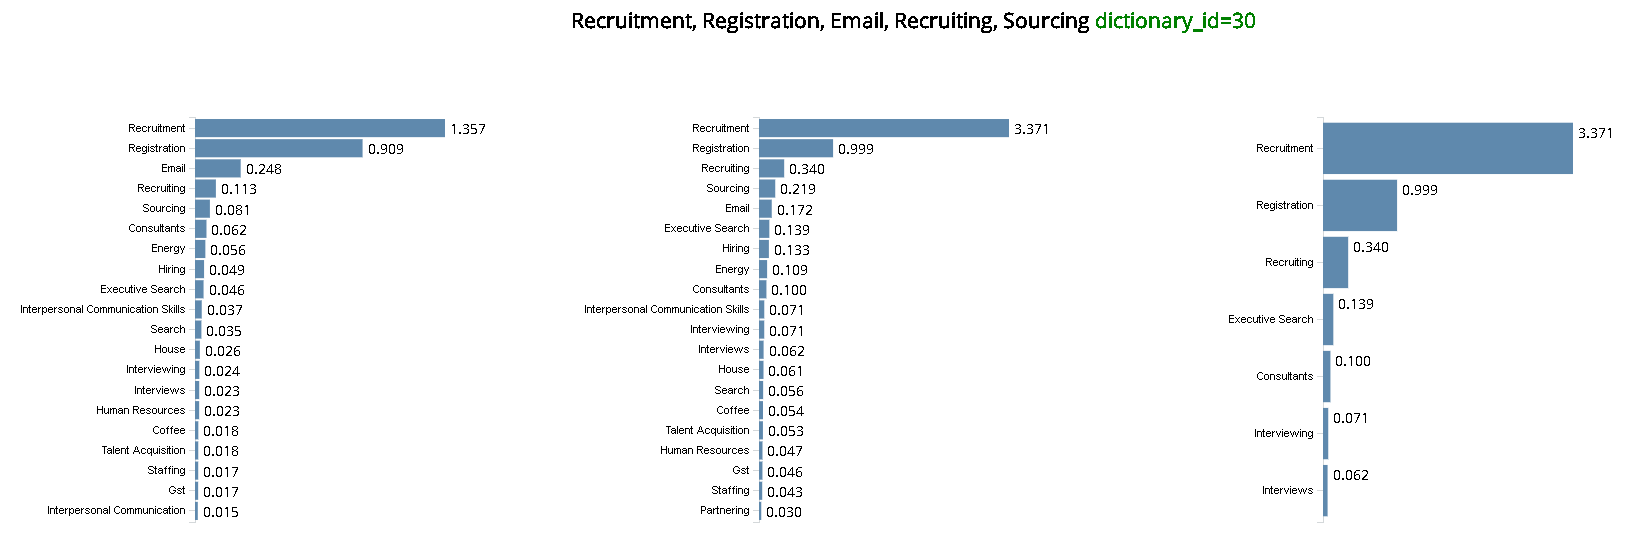 Recruitment, Registration, Email, Recruiting, Sourcing dictionary_id=30
Recruitment 1.357
Registration 0.909
Email 0.248
Recruiting 0.113
Sourcing 0.081
Consultants 0.062
Energy 0.056
Hiring 0.049
Executive Search 0.046
Interpersonal Communication Skills 0.037
Search 0.035
House 0.026
Interviewing 0.024
Interviews 0.023
Human Resources 0.023
Coffee 0.018
Talent Acquisition 0.018
Staffing 0.017
Gst 0.017
Interpersonal Communication 0.015
Recruitment 3.371
Registration 0.999
Recruiting 0.340
Sourcing 0.219
Email 0.172
Executive Search 0.139
Hiring 0.133
Energy 0.109
Consultants 0.100
Interpersonal Communication Skills 0.071
Interviewing 0.071
Interviews 0.062
House 0.061
Search 0.056
Coffee 0.054
Talent Acquisition 0.053
Human Resources 0.047
Gst 0.046
Staffing 0.043
Partnering 0.030
Recruitment 3.371
Registration 0.999
Recruiting 0.340
Executive Search 0.139
Consultants 0.100
Interviewing 0.071
Interviews 0.062